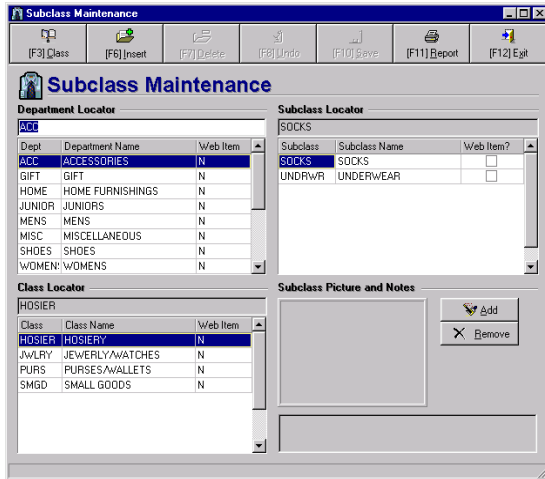 Subclass Maintenance
[F3] Class [F6] Insert [F7] Delete [F8] Undo [F10] Save [F11] Report [F12] Exit
Subclass Maintenance
Department Locator
ACC
Dept Department Name Web Item
ACC ACCESSORIES N
GIFT GIFT N
HOME HOME FURNISHINGS N
JUNIOR JUNIORS N
MENS MENS N
MISC MISCELLANEOUS N
SHOES SHOES N
WOMENS WOMENS N
Subclass Locator
SOCKS
Subclass Subclass Name Web Item?
SOCKS SOCKS
UNDRWR UNDERWEAR
Class Locator
HOSIER
Class Class Name Web Item
HOSIER HOSIERY N
JWLRY JEWERLY/WATCHES N
PURS PURSES/WALLETS N
SMGD SMALL GOODS N
Subclass Picture and Notes
Add
Remove